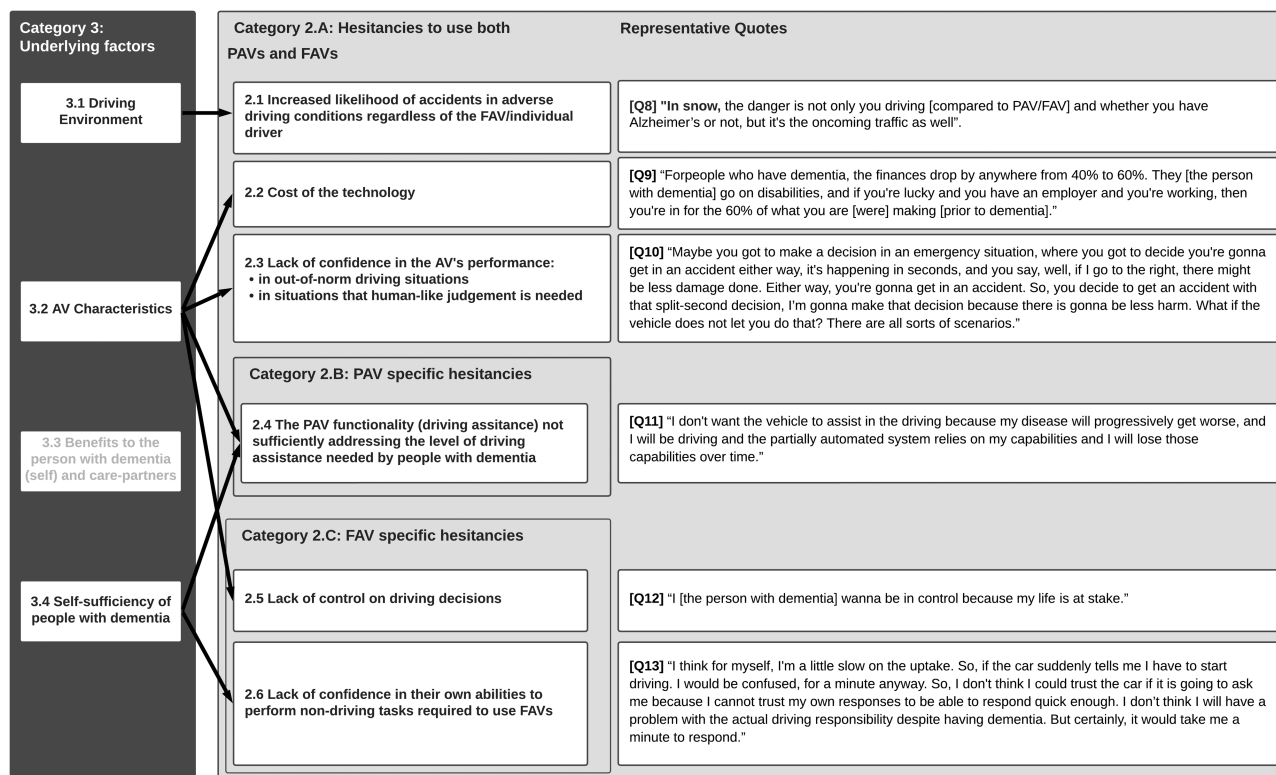 Category 3:
Underlying factors
3.1 Driving
Environment
3.2 AV Characteristics
3.3 Benefits to the
person with dementia
(self) and care-partners
3.4 Self-sufficiency of
people with dementia
Category 2.A: Hesitancies to use both
PAVs and FAVs
Representative Quotes
2.1 Increased likelihood of accidents in adverse
driving conditions regardless of the FAV/individual
driver
[Q8] "In snow, the danger is not only you driving [compared to PAV/FAV] and whether you have
Alzheimer's or not, but it's the oncoming traffic as well”.
2.2 Cost of the technology
[Q9] “Forpeople who have dementia, the finances drop by anywhere from 40% to 60%. They [the person
with dementia] go on disabilities, and if you're lucky and you have an employer and you're working, then
you're in for the 60% of what you are [were] making [prior to dementia].”
2.3 Lack of confidence in the AV's performance:
• in out-of-norm driving situations
• in situations that human-like judgement is needed
[Q10] “Maybe you got to make a decision in an emergency situation, where you got to decide you're gonna
get in an accident either way, it's happening in seconds, and you say, well, if I go to the right, there might
be less damage done. Either way, you're gonna get in an accident. So, you decide to get an accident with
that split-second decision, I'm gonna make that decision because there is gonna be less harm. What if the
vehicle does not let you do that? There are all sorts of scenarios.”
Category 2.B: PAV specific hesitancies
2.4 The PAV functionality (driving assitance) not
sufficiently addressing the level of driving
assistance needed by people with dementia
[Q11] “I don't want the vehicle to assist in the driving because my disease will progressively get worse, and
I will be driving and the partially automated system relies on my capabilities and I will lose those
capabilities over time.”
Category 2.C: FAV specific hesitancies
2.5 Lack of control on driving decisions
[Q12] “I [the person with dementia] wanna be in control because my life is at stake.”
2.6 Lack of confidence in their own abilities to
perform non-driving tasks required to use FAVs
[Q13] “I think for myself, I'm a little slow on the uptake. So, if the car suddenly tells me I have to start
driving. I would be confused, for a minute anyway. So, I don't think I could trust the car if it is going to ask
me because I cannot trust my own responses to be able to respond quick enough. I don’t think I will have a
problem with the actual driving responsibility despite having dementia. But certainly, it would take me a
minute to respond.”